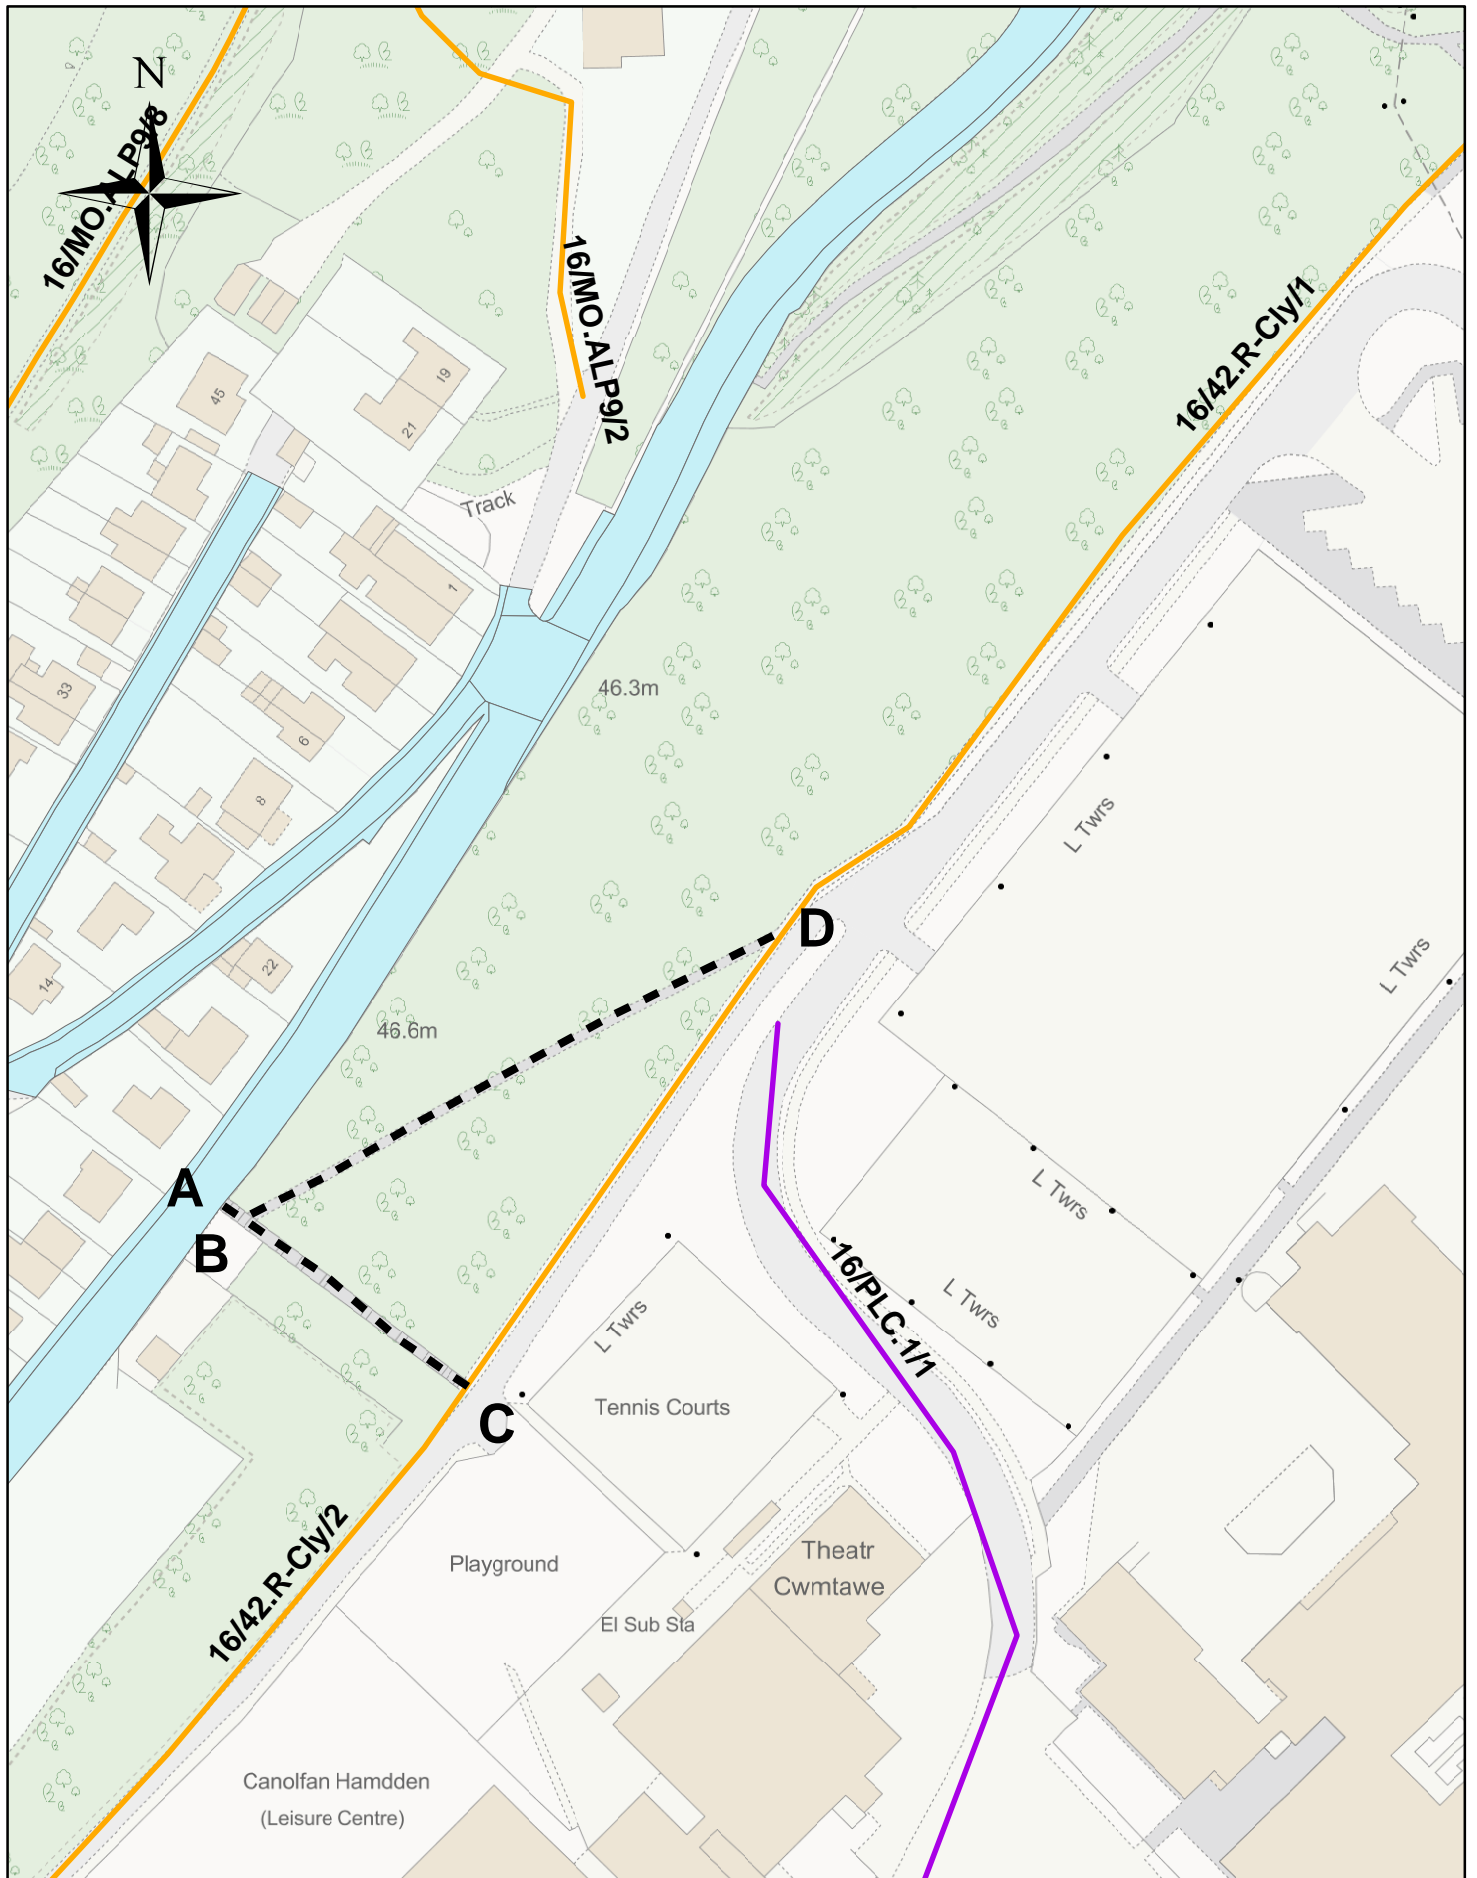 N
16/MO.ALP9/8
16/MO.ALP9/2
16/42.R-Cly/1
45
19
21
Track
1
33
6
46.3m
8
L Twrs
D
22
14
L Twrs
46.6m
A
L Twrs
B
16/PLC.1/1
L Twrs
L Twrs
Tennis Courts
C
16/42.R-Cly/2
Playground
Theatr
Cwmtawe
El Sub Sta
Canolfan Hamdden
(Leisure Centre)